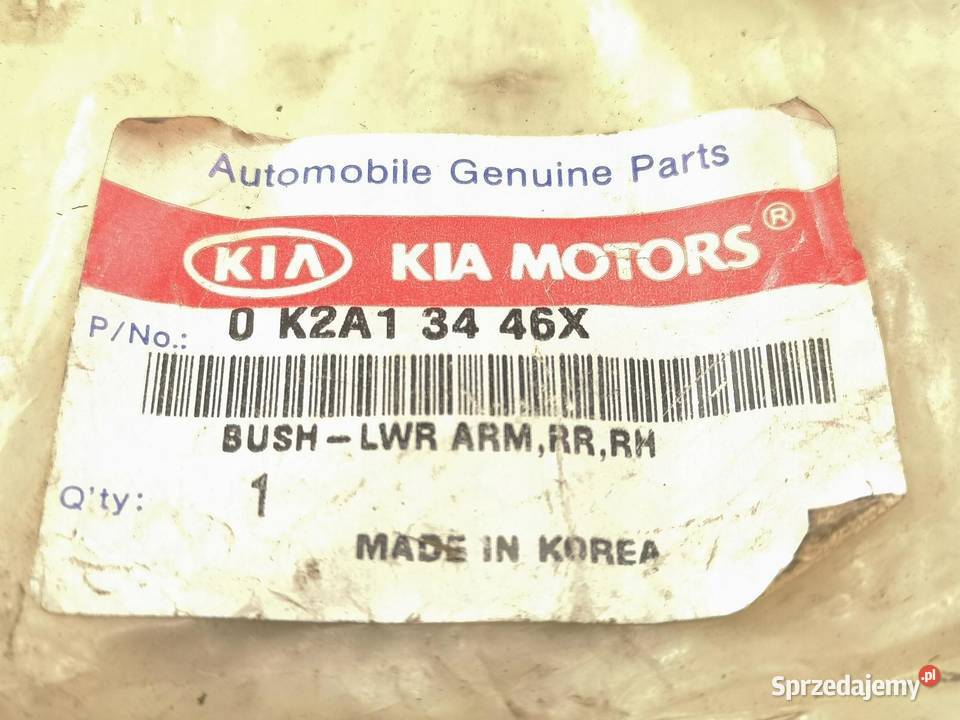 Automobile Genuine Parts
KIA KIA MOTORS®
P/No.: 0 K2A1 34 46X
BUSH-LWR ARM,RR,RH
Q'ty: 1
MADE IN KOREA
Sprzedajemy.pl